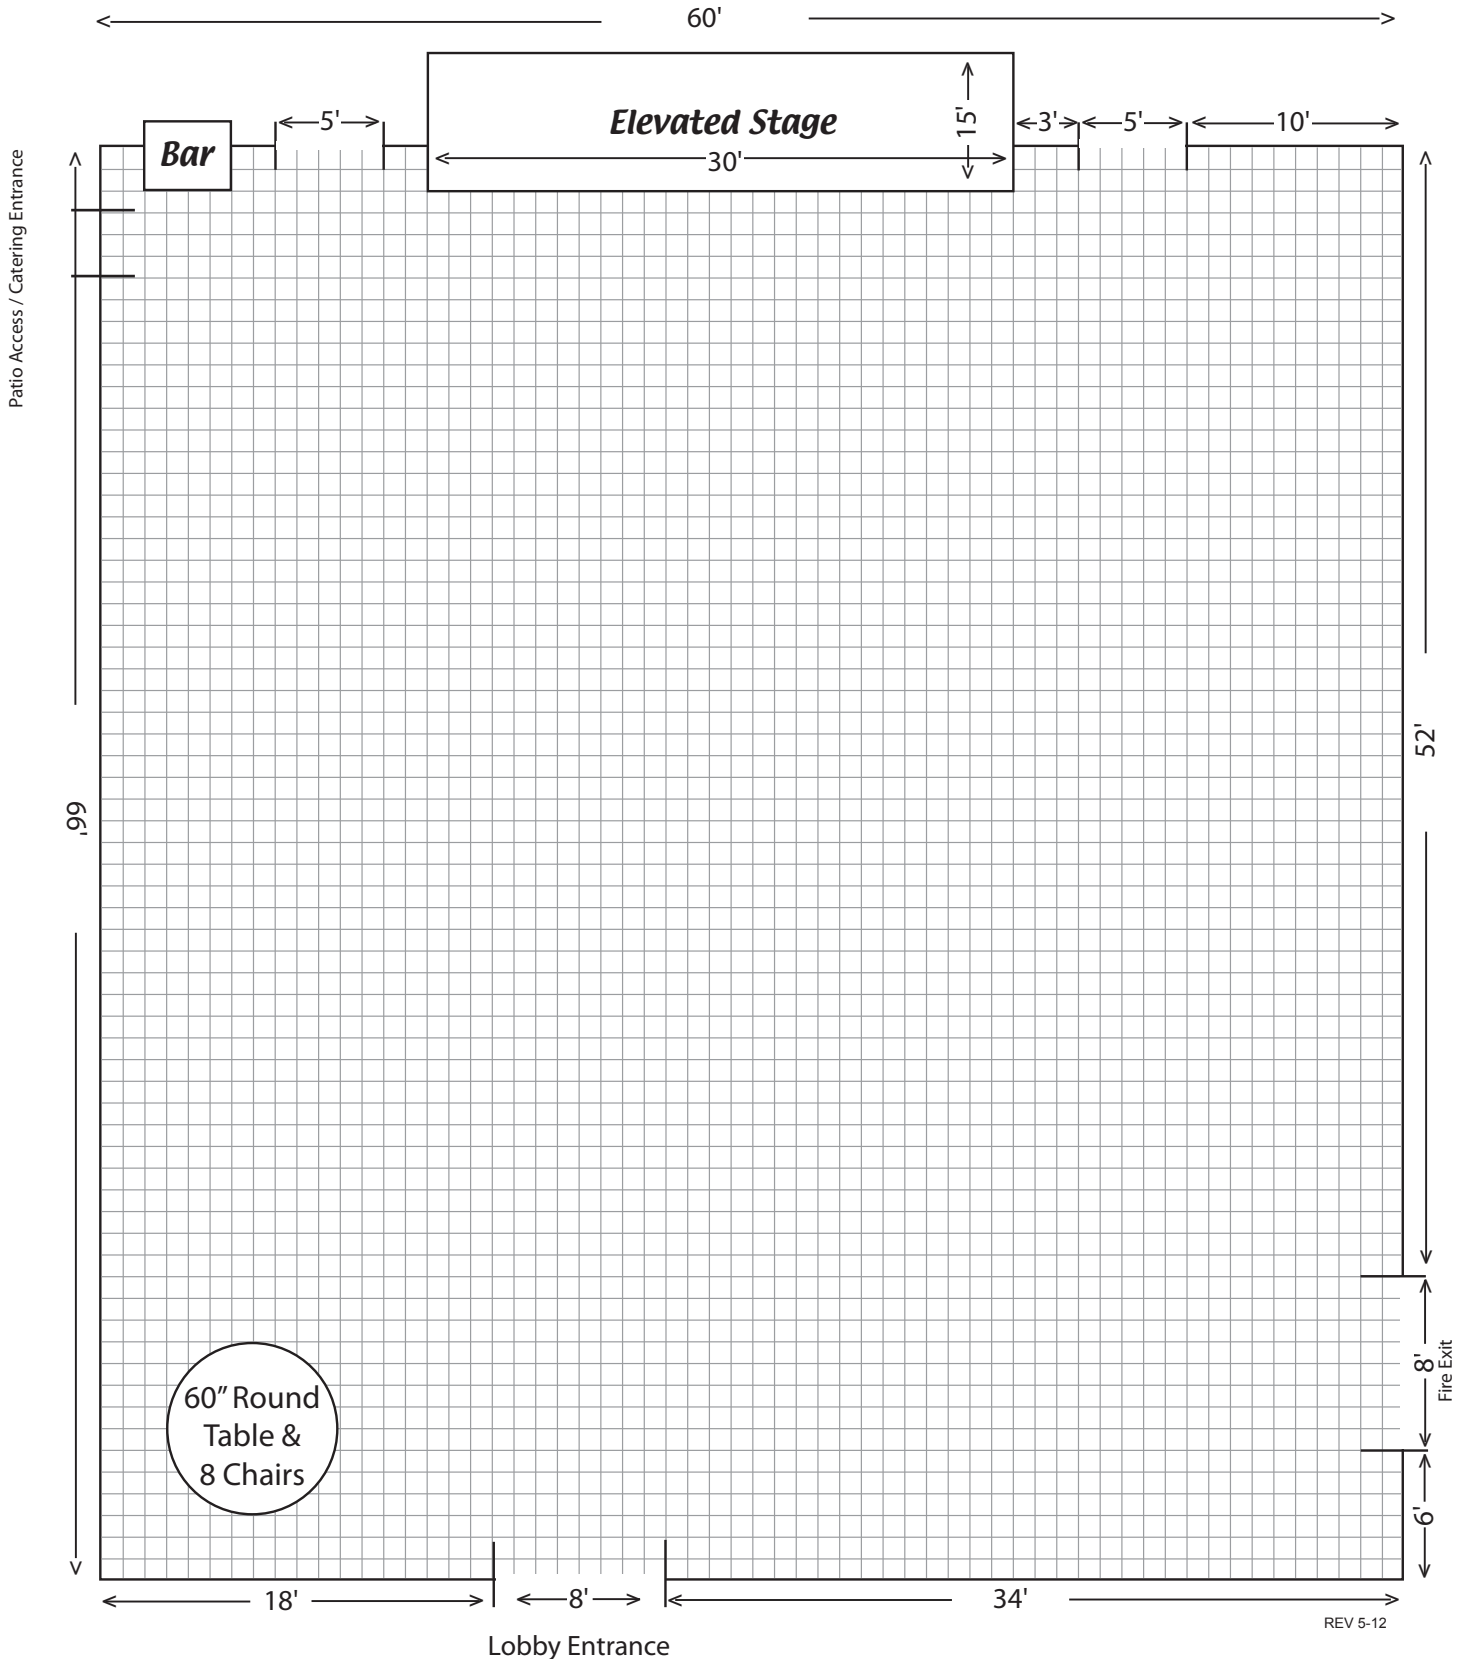 60'
Elevated Stage
15'
30'
Bar
5'
3'
5'
10'
Patio Access / Catering Entrance
66'
52'
8'
Fire Exit
6'
60" Round
Table &
8 Chairs
18'
8'
34'
Lobby Entrance
REV 5-12